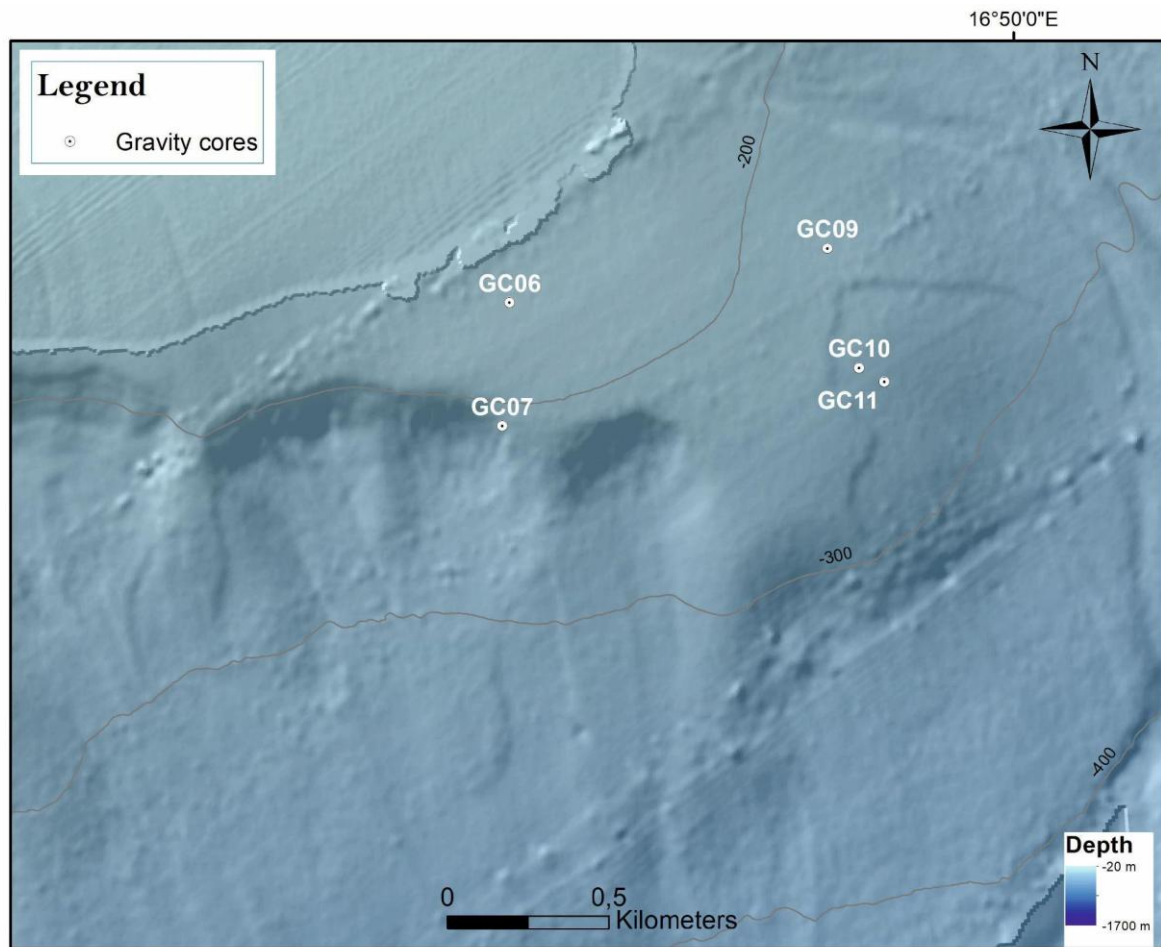 16°50'0"E
Legend
Gravity cores
N
-200
GC09
GC06
GC10
GC11
GC07
-300
-400
Depth
-20 m
-1700 m
0 0,5
Kilometers